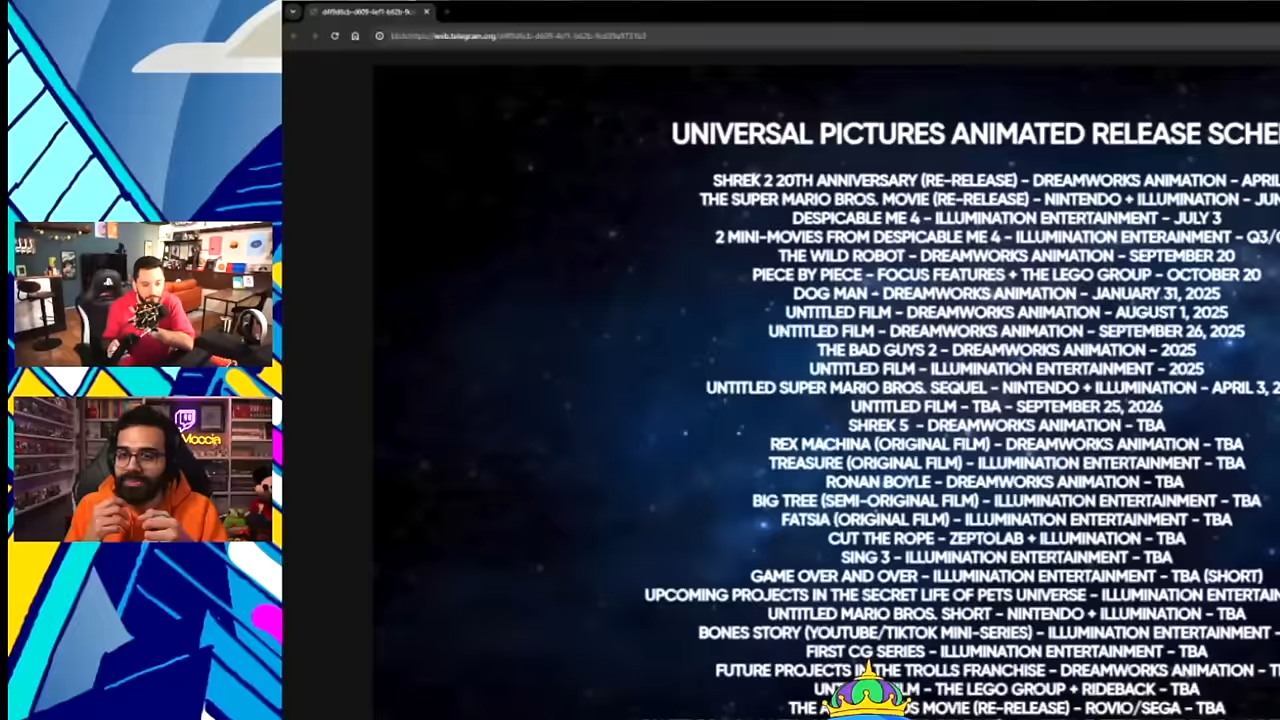 d4f9d6cb-d609-4ef1-b62b-9c
web.telegram.org
UNIVERSAL PICTURES ANIMATED RELEASE SCHE
SHREK 2 20TH ANNIVERSARY (RE-RELEASE) - DREAMWORKS ANIMATION - APRIL
THE SUPER MARIO BROS. MOVIE (RE-RELEASE) - NINTENDO + ILLUMINATION - JUN
DESPICABLE ME 4 - ILLUMINATION ENTERTAINMENT - JULY 3
2 MINI-MOVIES FROM DESPICABLE ME 4 - ILLUMINATION ENTERAINMENT - Q3/
THE WILD ROBOT - DREAMWORKS ANIMATION - SEPTEMBER 20
PIECE BY PIECE - FOCUS FEATURES + THE LEGO GROUP - OCTOBER 20
DOG MAN - DREAMWORKS ANIMATION - JANUARY 31, 2025
UNTITLED FILM - DREAMWORKS ANIMATION - AUGUST 1, 2025
UNTITLED FILM - DREAMWORKS ANIMATION - SEPTEMBER 26, 2025
THE BAD GUYS 2 - DREAMWORKS ANIMATION - 2025
UNTITLED FILM - ILLUMINATION ENTERTAINMENT - 2025
UNTITLED SUPER MARIO BROS. SEQUEL - NINTENDO + ILLUMINATION - APRIL 3, 2
UNTITLED FILM - TBA - SEPTEMBER 25, 2026
SHREK 5 - DREAMWORKS ANIMATION - TBA
REX MACHINA (ORIGINAL FILM) - DREAMWORKS ANIMATION - TBA
TREASURE (ORIGINAL FILM) - ILLUMINATION ENTERTAINMENT - TBA
RONAN BOYLE - DREAMWORKS ANIMATION - TBA
BIG TREE (SEMI-ORIGINAL FILM) - ILLUMINATION ENTERTAINMENT - TBA
FATSIA (ORIGINAL FILM) - ILLUMINATION ENTERTAINMENT - TBA
CUT THE ROPE - ZEPTOLAB + ILLUMINATION - TBA
SING 3 - ILLUMINATION ENTERTAINMENT - TBA
GAME OVER AND OVER - ILLUMINATION ENTERTAINMENT - TBA (SHORT)
UPCOMING PROJECTS IN THE SECRET LIFE OF PETS UNIVERSE - ILLUMINATION ENTERTAIN
UNTITLED MARIO BROS. SHORT - NINTENDO + ILLUMINATION - TBA
BONES STORY (YOUTUBE/TIKTOK MINI-SERIES) - ILLUMINATION ENTERTAINMENT -
FIRST CG SERIES - ILLUMINATION ENTERTAINMENT - TBA
FUTURE PROJECTS IN THE TROLLS FRANCHISE - DREAMWORKS ANIMATION - T
LM - THE LEGO GROUP + RIDEBACK - TBA
THE MOVIE (RE-RELEASE) - ROVIO/SEGA - TBA
Moccia